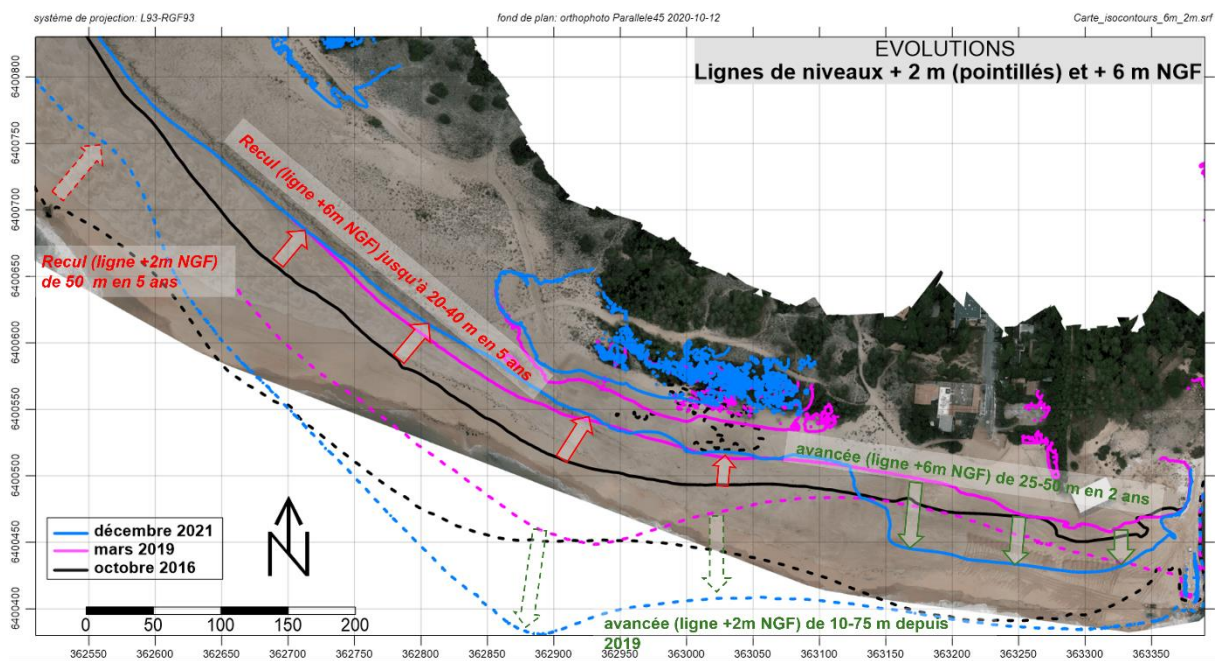 système de projection: L93-RGF93
fond de plan: orthophoto Parallele45 2020-10-12
Carte_isocontours_6m_2m.srf
EVOLUTIONS
Lignes de niveaux + 2 m (pointillés) et + 6 m NGF
6400800
6400750
6400700
6400650
6400600
6400550
6400500
6400450
6400400
Recul (ligne +6m NGF) jusqu'à 20-40 m en 5 ans
Recul (ligne +2m NGF)
de 50 m en 5 ans
avancée (ligne +6m NGF) de 25-50 m en 2 ans
décembre 2021
mars 2019
octobre 2016
N
0 50 100 150 200
avancée (ligne +2m NGF) de 10-75 m depuis
2019
362550 362600 362650 362700 362750 362800 362850 362900 362950 363000 363050 363100 363150 363200 363250 363300 363350